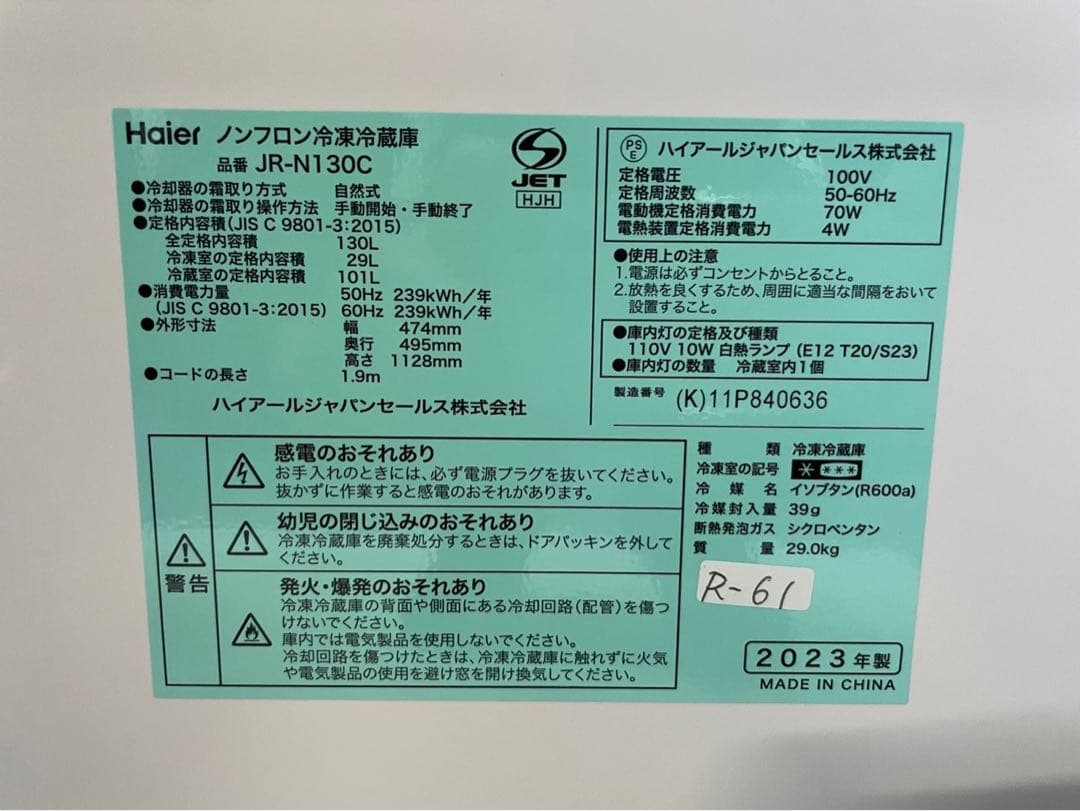 Haier ノンフロン冷凍冷蔵庫
品番 JR-N130C
●冷却器の霜取り方式 自然式
●冷却器の霜取り操作方法 手動開始・手動終了
●定格内容積(JIS C 9801-3:2015)
全定格内容積 130L
冷凍室の定格内容積 29L
冷蔵室の定格内容積 101L
●消費電力量 50Hz 239kWh/年
(JIS C 9801-3:2015) 60Hz 239kWh/年
●外形寸法 幅 474mm
奥行 495mm
高さ 1128mm
●コードの長さ 1.9m
ハイアールジャパンセールス株式会社
JET
HJH
PS
E
ハイアールジャパンセールス株式会社
定格電圧 100V
定格周波数 50-60Hz
電動機定格消費電力 70W
電熱装置定格消費電力 4W
●使用上の注意
1.電源は必ずコンセントからとること。
2.放熱を良くするため、周囲に適当な間隔をおいて
設置すること。
●庫内灯の定格及び種類
110V 10W 白熱ランプ (E12 T20/S23)
●庫内灯の数量 冷蔵室内1個
製造番号 (K)11P840636
警告
感電のおそれあり
お手入れのときには、必ず電源プラグを抜いてください。
抜かずに作業すると感電のおそれがあります。
幼児の閉じ込みのおそれあり
冷凍冷蔵庫を廃棄処分するときは、ドアパッキンを外して
ください。
発火・爆発のおそれあり
冷凍冷蔵庫の背面や側面にある冷却回路(配管)を傷つ
けないでください。
庫内では電気製品を使用しないでください。
冷却回路を傷つけたときは、冷凍冷蔵庫に触れずに火気
や電気製品の使用を避け窓を開け換気してください。
種類 冷凍冷蔵庫
冷凍室の記号 * ***
冷媒名 イソブタン(R600a)
冷媒封入量 39g
断熱発泡ガス シクロペンタン
質量 29.0kg
R-61
2023年製
MADE IN CHINA